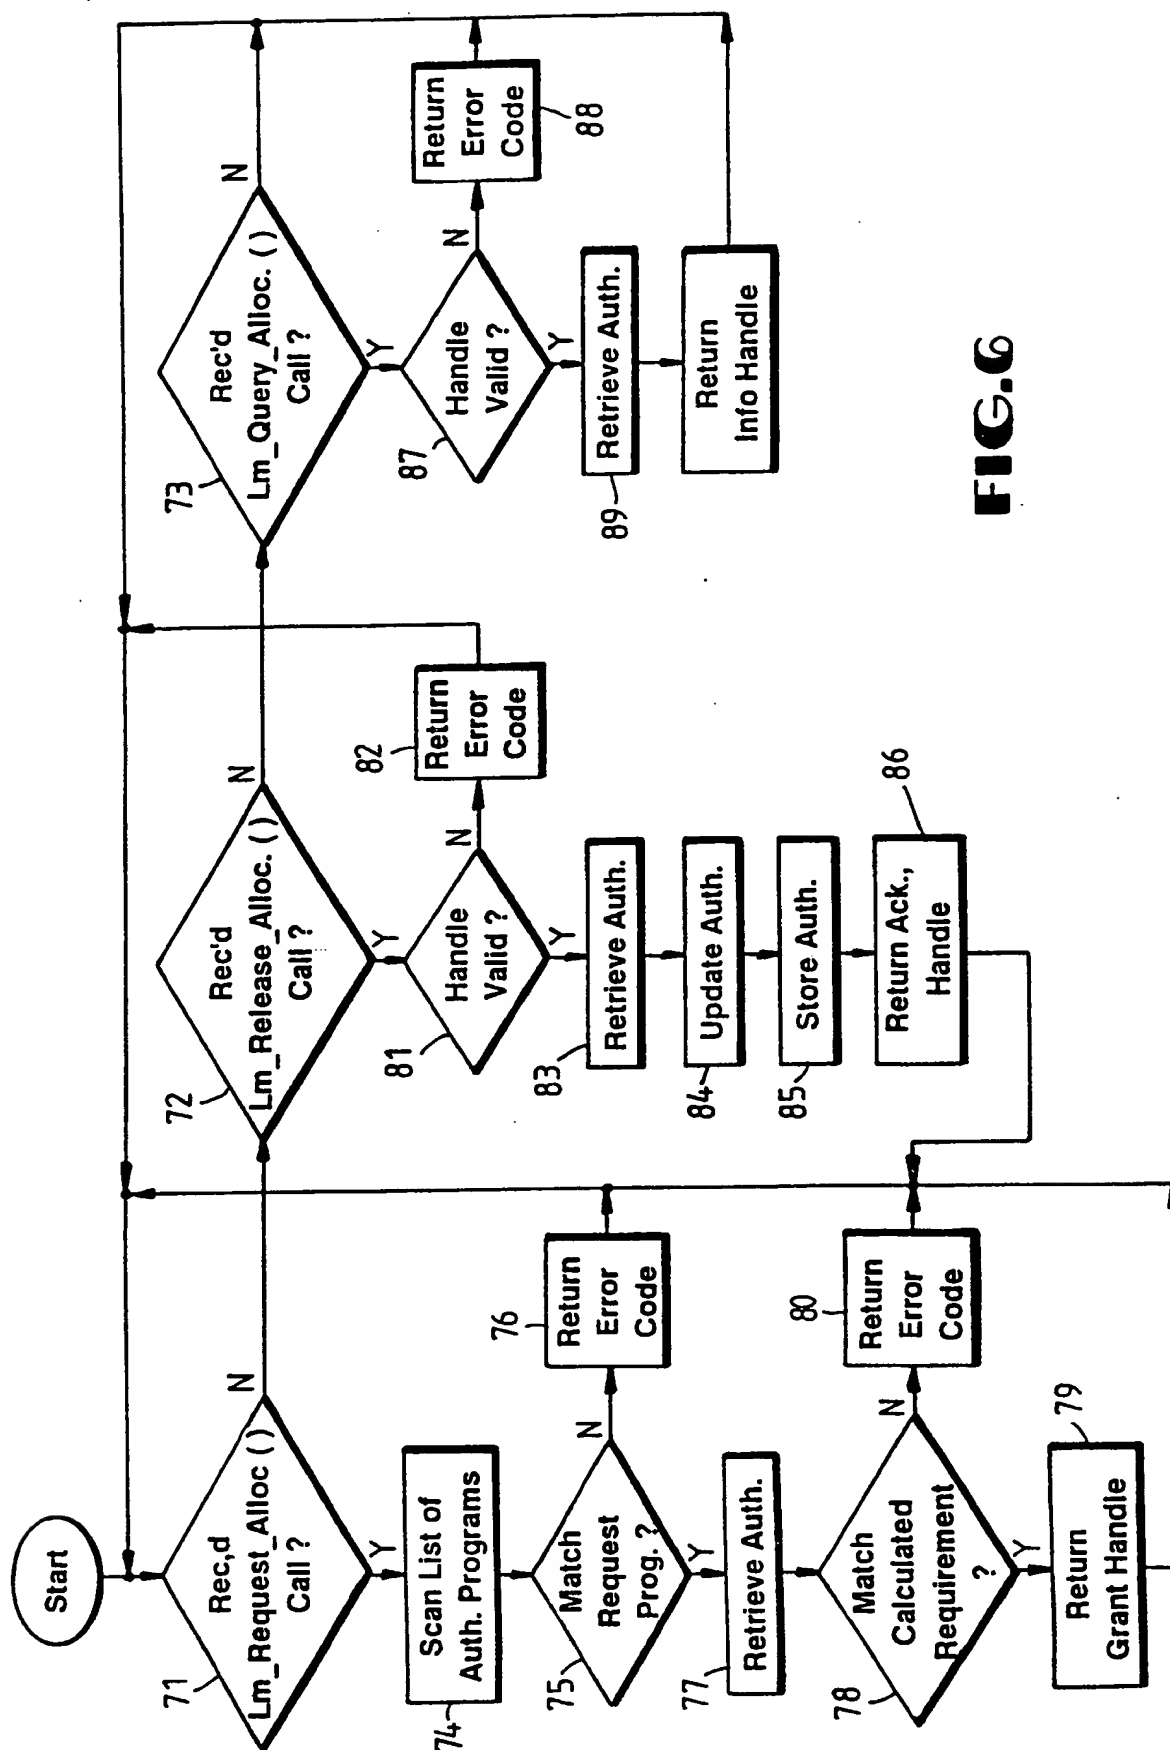 Start
71
Rec,d
Lm_Request_Alloc ()
Call ?
N
Y
Scan List of
Auth. Programs
74
75
Match
Request
Prog. ?
N
Y
76
Return
Error
Code
77
Retrieve Auth.
78
Match
Calculated
Requirement
?
N
Y
80
Return
Error
Code
79
Return
Grant Handle
72
Rec'd
Lm_Release_Alloc. ()
Call ?
N
Y
81
Handle
Valid ?
N
Y
82
Return
Error
Code
83
Retrieve Auth.
84
Update Auth.
85
Store Auth.
86
Return Ack.,
Handle
73
Rec'd
Lm_Query_Alloc. ()
Call ?
N
Y
87
Handle
Valid ?
N
Y
Return
Error
Code
88
89
Retrieve Auth.
Return
Info Handle
FIG.6